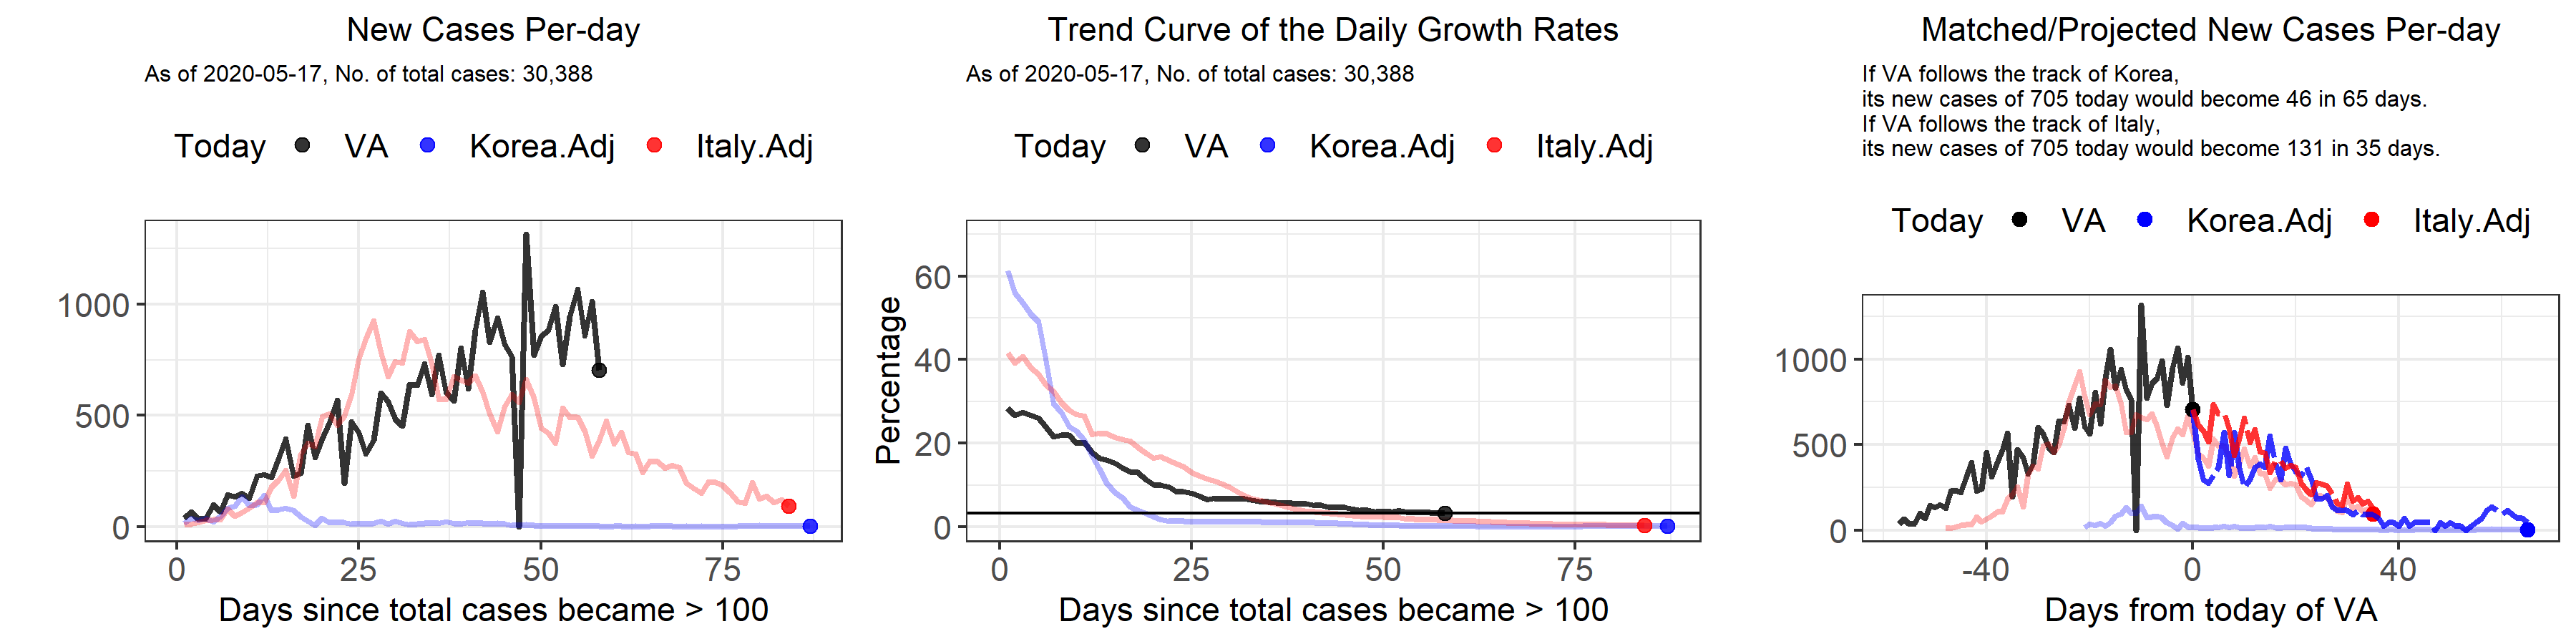 New Cases Per-day
As of 2020-05-17, No. of total cases: 30,388
Today VA Korea.Adj Italy.Adj
1000
500
0
0 25 50 75
Days since total cases became > 100
Trend Curve of the Daily Growth Rates
As of 2020-05-17, No. of total cases: 30,388
Today VA Korea.Adj Italy.Adj
Percentage
60
40
20
0
0 25 50 75
Days since total cases became > 100
Matched/Projected New Cases Per-day
If VA follows the track of Korea,
its new cases of 705 today would become 46 in 65 days.
If VA follows the track of Italy,
its new cases of 705 today would become 131 in 35 days.
Today VA Korea.Adj Italy.Adj
1000
500
0
-40 0 40
Days from today of VA